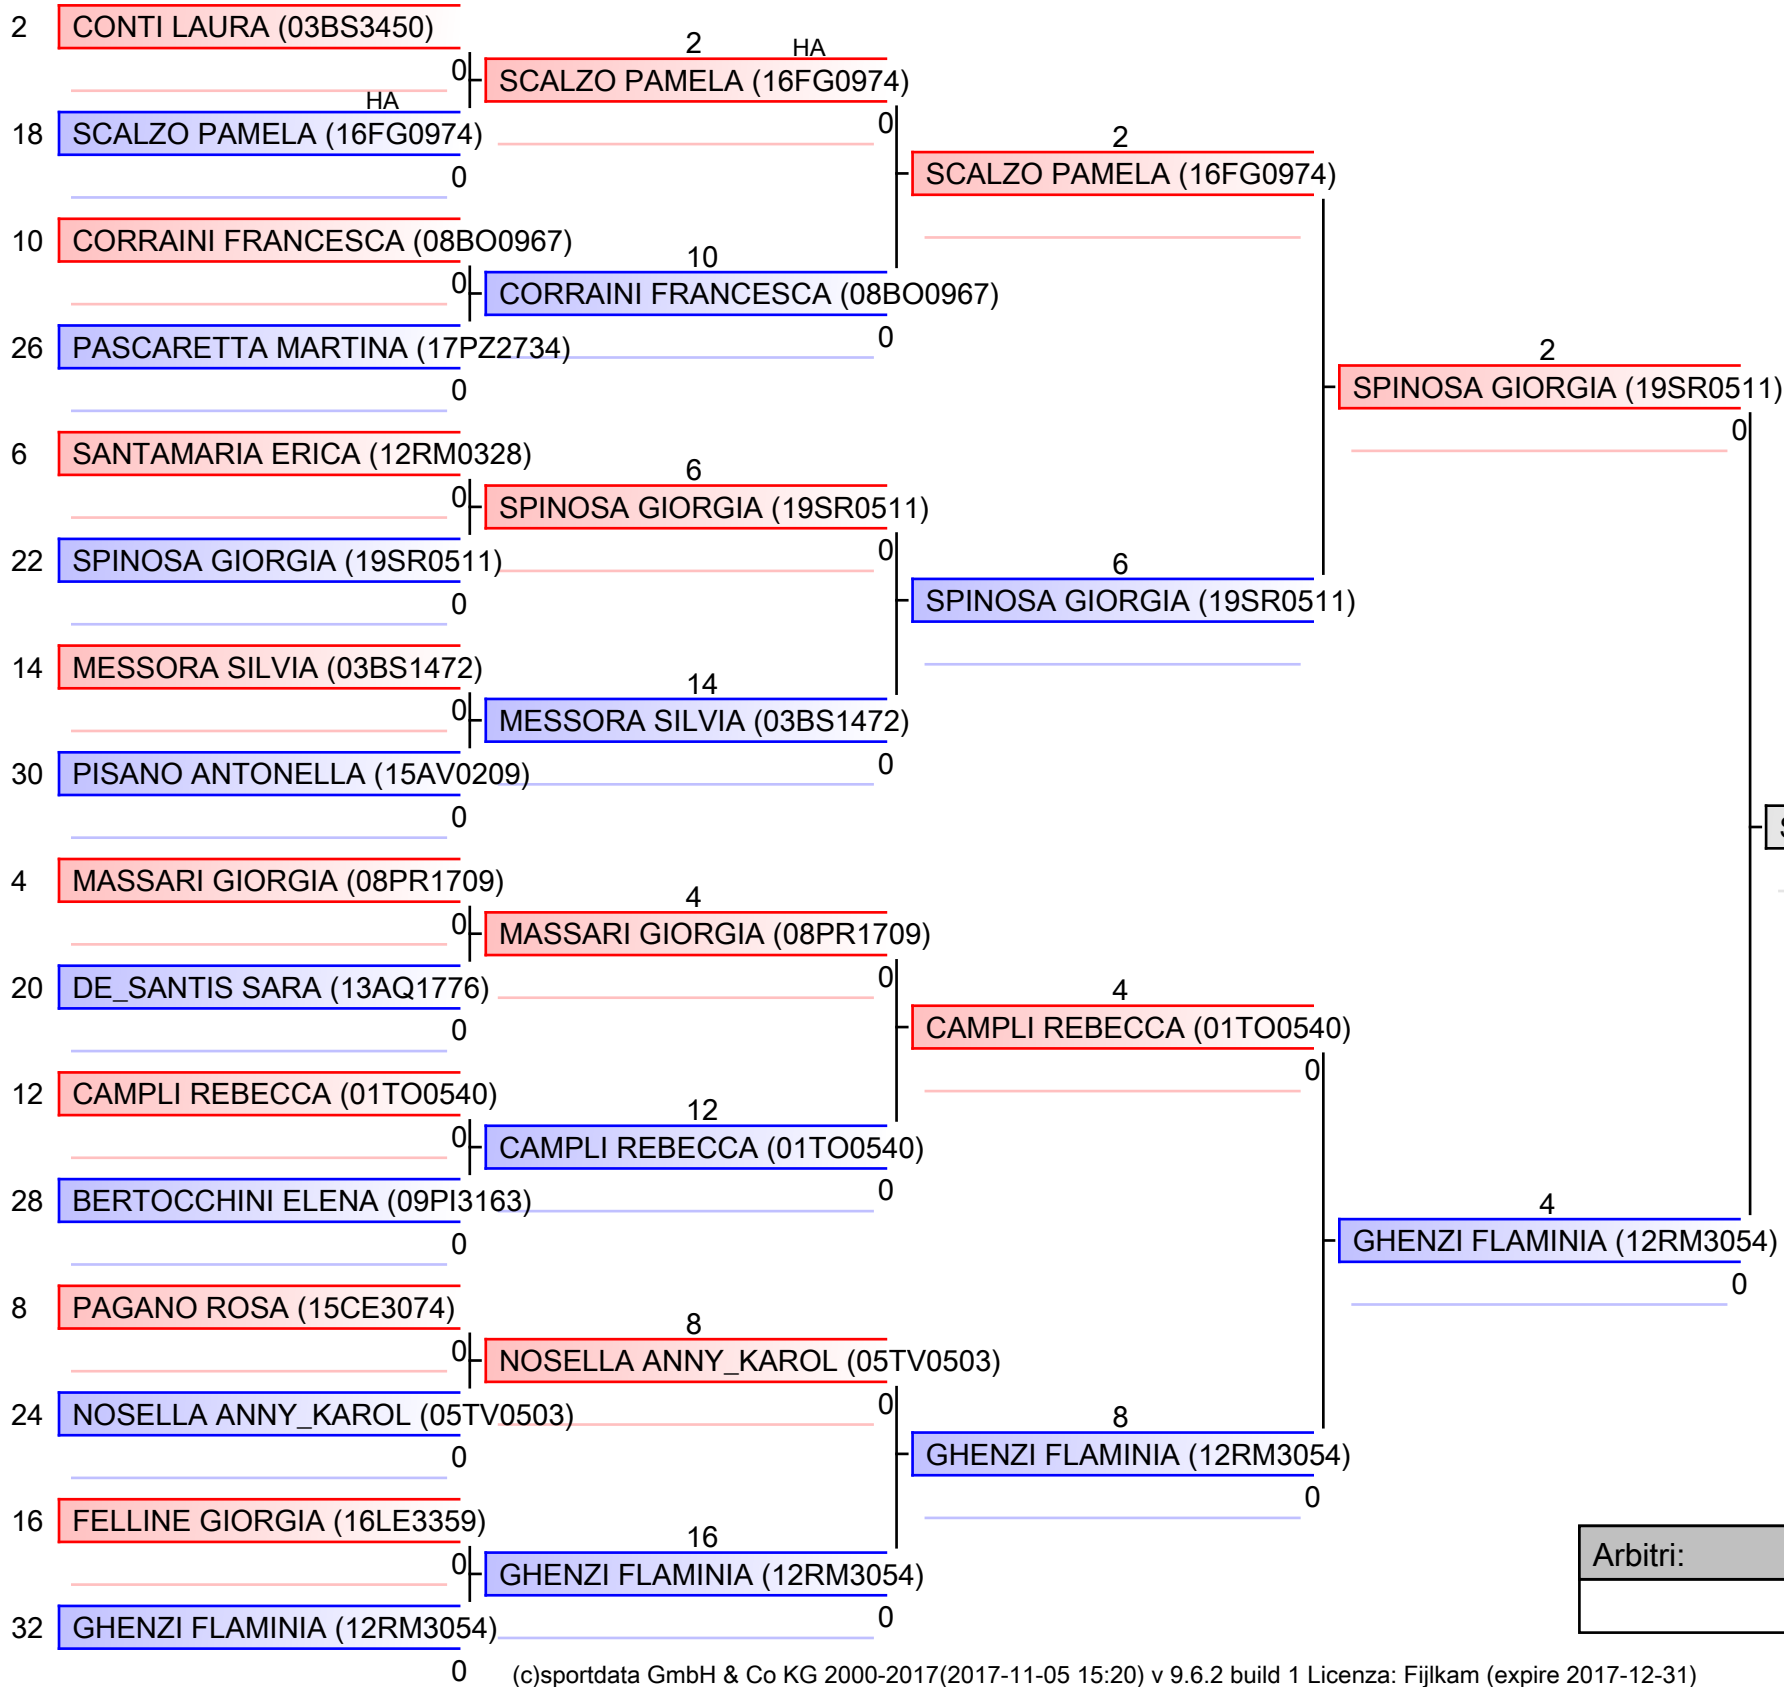 2 CONTI LAURA (03BS3450)
0
HA
18 SCALZO PAMELA (16FG0974)
0
10 CORRAINI FRANCESCA (08BO0967)
0
26 PASCARETTA MARTINA (17PZ2734)
0
6 SANTAMARIA ERICA (12RM0328)
0
22 SPINOSA GIORGIA (19SR0511)
0
14 MESSORA SILVIA (03BS1472)
0
30 PISANO ANTONELLA (15AV0209)
0
4 MASSARI GIORGIA (08PR1709)
0
20 DE_SANTIS SARA (13AQ1776)
0
12 CAMPLI REBECCA (01TO0540)
0
28 BERTOCCHINI ELENA (09PI3163)
0
8 PAGANO ROSA (15CE3074)
0
24 NOSELLA ANNY_KAROL (05TV0503)
0
16 FELLINE GIORGIA (16LE3359)
0
32 GHENZI FLAMINIA (12RM3054)
0
2 HA
SCALZO PAMELA (16FG0974)
0
10
CORRAINI FRANCESCA (08BO0967)
0
6
SPINOSA GIORGIA (19SR0511)
0
14
MESSORA SILVIA (03BS1472)
0
4
MASSARI GIORGIA (08PR1709)
0
12
CAMPLI REBECCA (01TO0540)
0
8
NOSELLA ANNY_KAROL (05TV0503)
0
16
GHENZI FLAMINIA (12RM3054)
0
2
SCALZO PAMELA (16FG0974)
6
SPINOSA GIORGIA (19SR0511)
4
CAMPLI REBECCA (01TO0540)
0
8
GHENZI FLAMINIA (12RM3054)
0
2
SPINOSA GIORGIA (19SR0511)
0
4
GHENZI FLAMINIA (12RM3054)
0
Arbitri:
(c)sportdata GmbH & Co KG 2000-2017(2017-11-05 15:20) v 9.6.2 build 1 Licenza: Fijlkam (expire 2017-12-31)